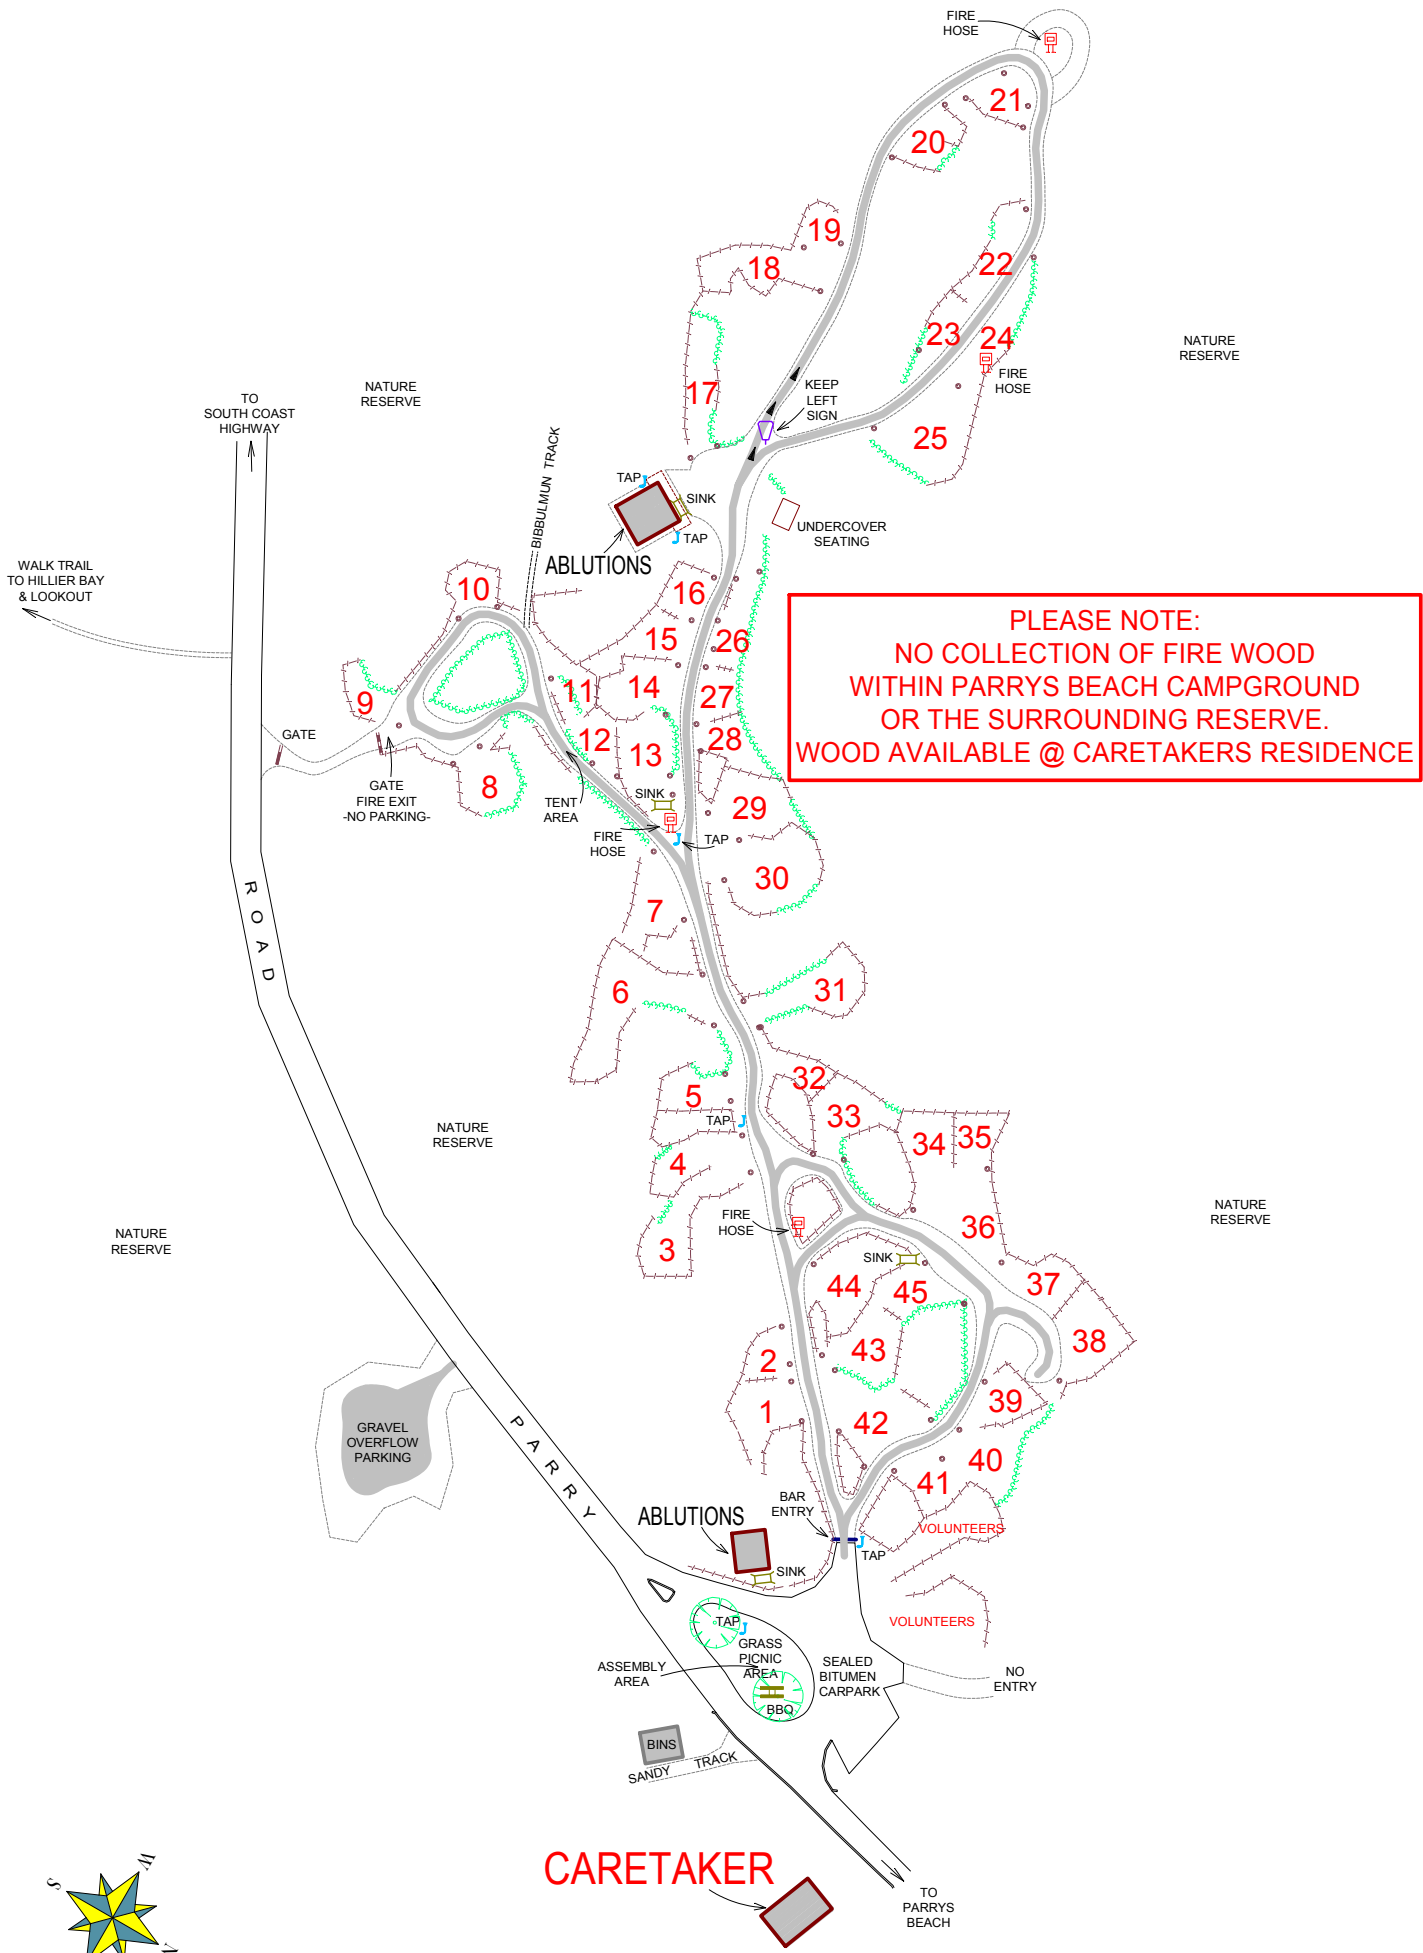 FIRE
HOSE
21
20
19
18
22
23
24
FIRE
HOSE
NATURE
RESERVE
NATURE
RESERVE
17
KEEP
LEFT
SIGN
25
TO
SOUTH COAST
HIGHWAY
BIBBULMUN TRACK
TAP
SINK
TAP
ABLUTIONS
UNDERCOVER
SEATING
WALK TRAIL
TO HILLIER BAY
& LOOKOUT
10
16
15
26
PLEASE NOTE:
NO COLLECTION OF FIRE WOOD
WITHIN PARRYS BEACH CAMPGROUND
OR THE SURROUNDING RESERVE.
WOOD AVAILABLE @ CARETAKERS RESIDENCE
9
11
14
27
GATE
12
13
28
GATE
FIRE EXIT
-NO PARKING-
8
TENT
AREA
SINK
FIRE
HOSE
TAP
29
30
7
ROAD
6
31
5
TAP
32
33
NATURE
RESERVE
4
34
35
NATURE
RESERVE
3
FIRE
HOSE
36
NATURE
RESERVE
SINK
44
45
37
2
43
38
1
42
39
40
41
GRAVEL
OVERFLOW
PARKING
PARRY
BAR
ENTRY
ABLUTIONS
VOLUNTEERS
TAP
SINK
VOLUNTEERS
TAP
GRASS
PICNIC
AREA
ASSEMBLY
AREA
SEALED
BITUMEN
CARPARK
NO
ENTRY
BBQ
BINS
SANDY TRACK
CARETAKER
TO
PARRYS
BEACH
W
S
N